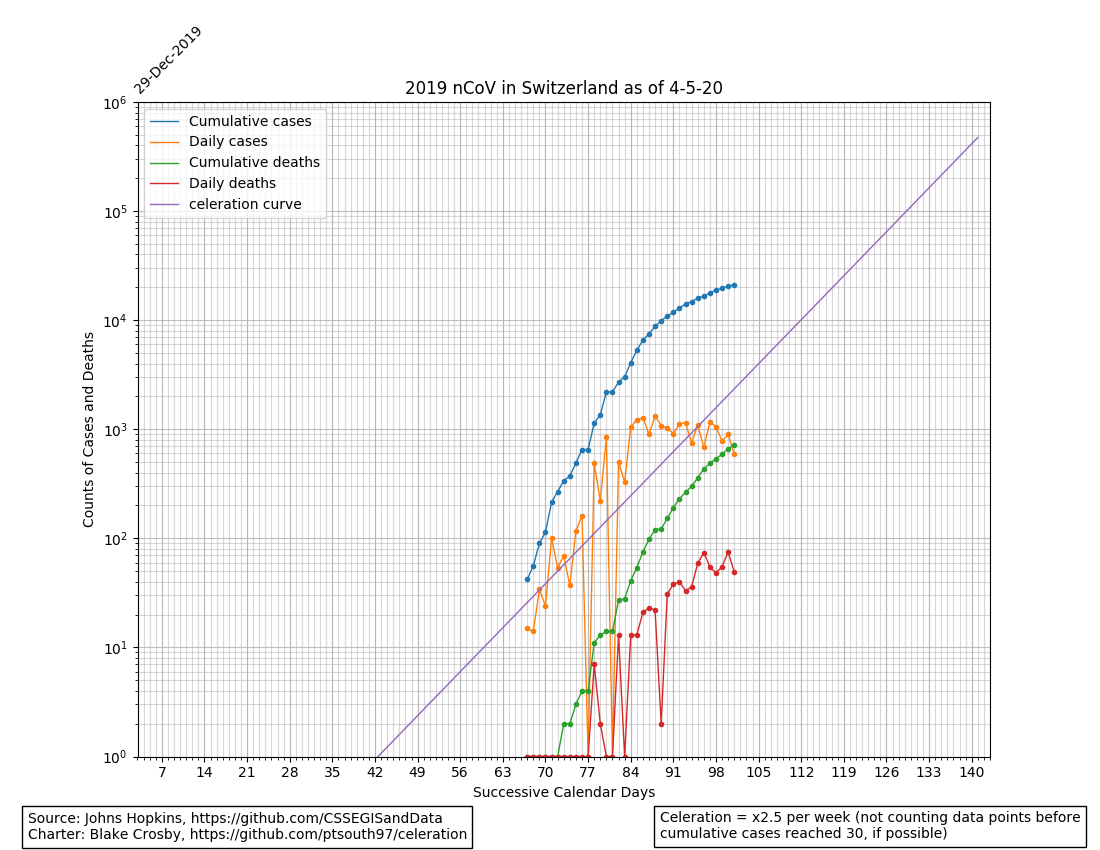 29-Dec-2019
2019 nCoV in Switzerland as of 4-5-20
Cumulative cases
Daily cases
Cumulative deaths
Daily deaths
celeration curve
Counts of Cases and Deaths
10^6
10^5
10^4
10^3
10^2
10^1
10^0
7 14 21 28 35 42 49 56 63 70 77 84 91 98 105 112 119 126 133 140
Successive Calendar Days
Source: Johns Hopkins, https://github.com/CSSEGISandData
Charter: Blake Crosby, https://github.com/ptsouth97/celeration
Celeration = x2.5 per week (not counting data points before
cumulative cases reached 30, if possible)